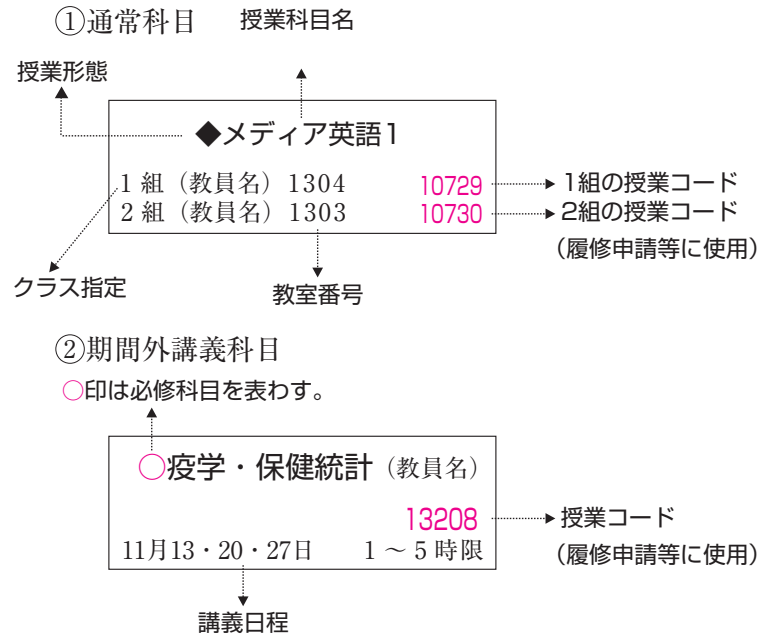 ①通常科目 授業科目名
授業形態
◆メディア英語1
1組（教員名）1304 10729 1組の授業コード
2組（教員名）1303 10730 2組の授業コード
（履修申請等に使用）
クラス指定 教室番号
②期間外講義科目
○印は必修科目を表わす。
○疫学・保健統計（教員名）
13208 授業コード
11月13・20・27日 1～5時限 （履修申請等に使用）
講義日程